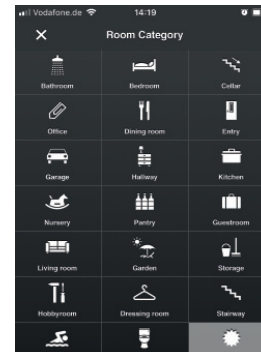 Vodafone.de 14:19
Room Category
Bathroom Bedroom Cellar
Office Dining room Entry
Garage Hallway Kitchen
Nursery Pantry Guestroom
Living room Garden Storage
Hobbyroom Dressing room Stairway